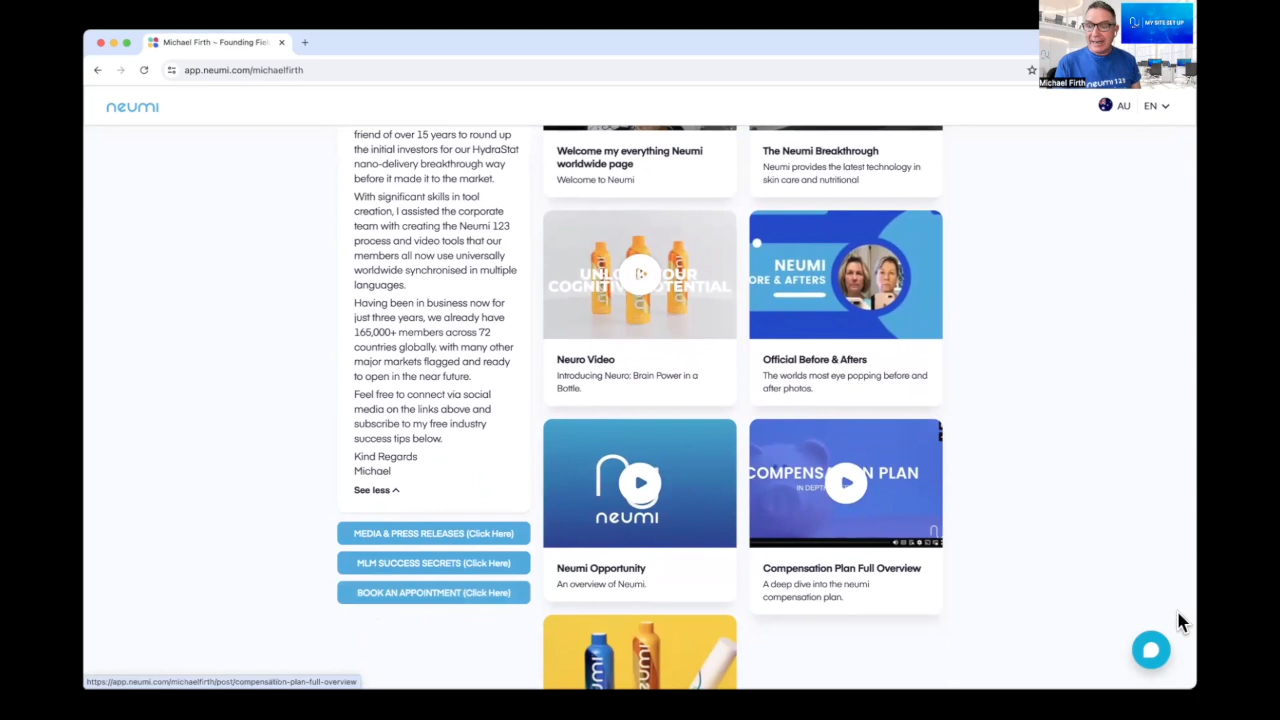 Michael Firth ~ Founding Fiel
app.neumi.com/michaelfirth
MY SITE SET UP
neumi 123
Michael Firth
neumi
AU
EN
friend of over 15 years to round up
the initial investors for our HydraStat
nano-delivery breakthrough way
before it made it to the market.
With significant skills in tool
creation, I assisted the corporate
team with creating the Neumi 123
process and video tools that our
members all now use universally
worldwide synchronised in multiple
languages.
Having been in business now for
just three years, we already have
165,000+ members across 72
countries globally. with many other
major markets flagged and ready
to open in the near future.
Feel free to connect via social
media on the links above and
subscribe to my free industry
success tips below.
Kind Regards
Michael
See less
MEDIA & PRESS RELEASES (Click Here)
MLM SUCCESS SECRETS (Click Here)
BOOK AN APPOINTMENT (Click Here)
Welcome my everything Neumi
worldwide page
Welcome to Neumi
The Neumi Breakthrough
Neumi provides the latest technology in
skin care and nutritional
COGNITIVE POTENTIAL
Neuro Video
Introducing Neuro: Brain Power in a
Bottle.
NEUMI
ORE & AFTERS
Official Before & Afters
The worlds most eye popping before and
after photos.
neumi
Neumi Opportunity
An overview of Neumi.
COMPENSATION PLAN
Compensation Plan Full Overview
A deep dive into the neumi
compensation plan.
https://app.neumi.com/michaelfirth/post/compensation-plan-full-overview